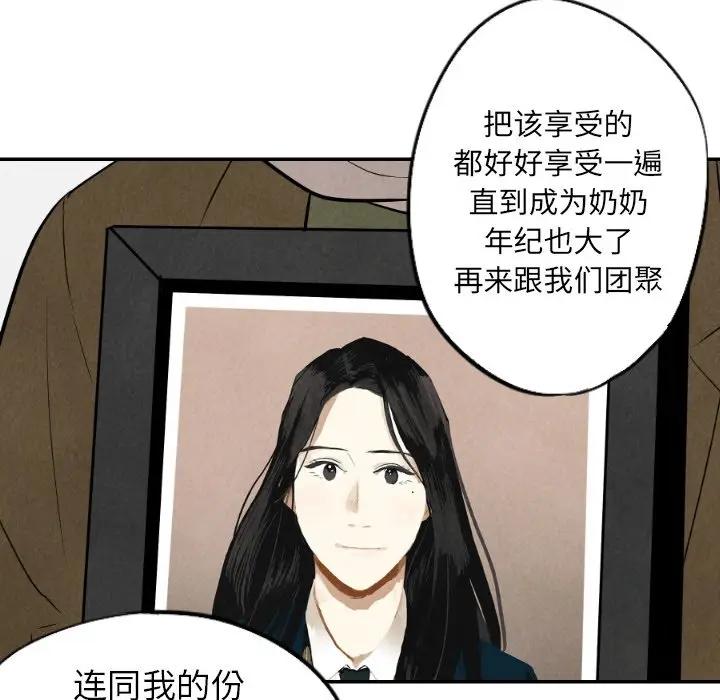 把该享受的
都好好享受一遍
直到成为奶奶
年纪也大了
再来跟我们团聚
连同我的份